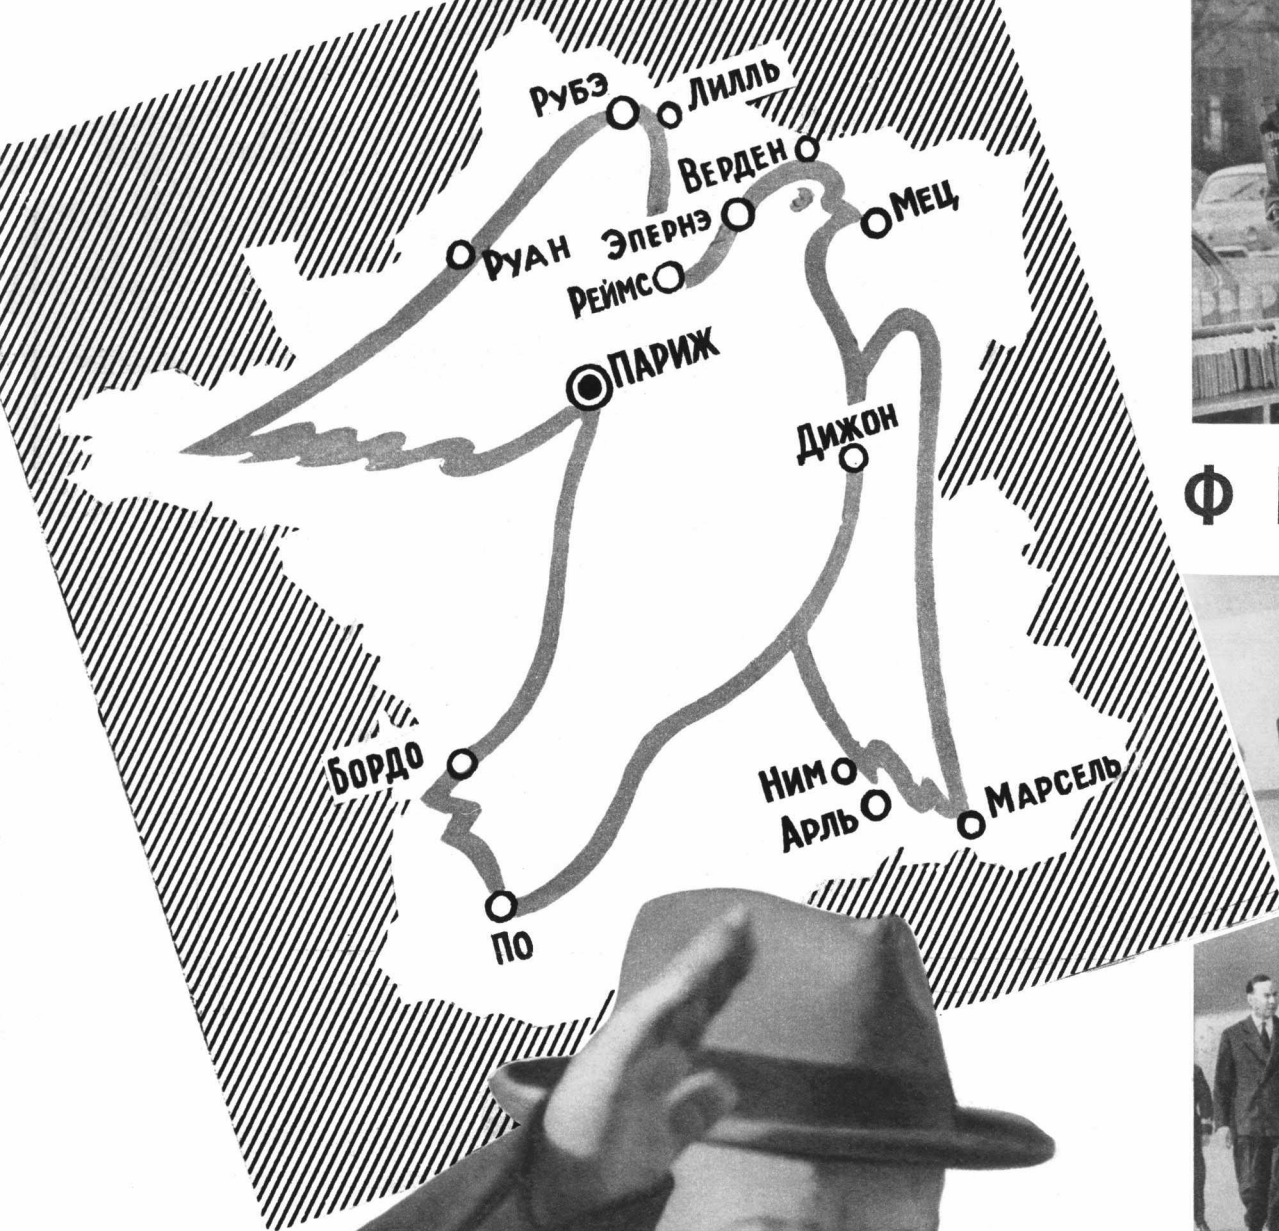 Рубэ
Лилль
Верден
Мец
Эпернэ
Руан
Реймс
Париж
Дижон
Ф
Бордо
Ним
Марсель
Арль
По